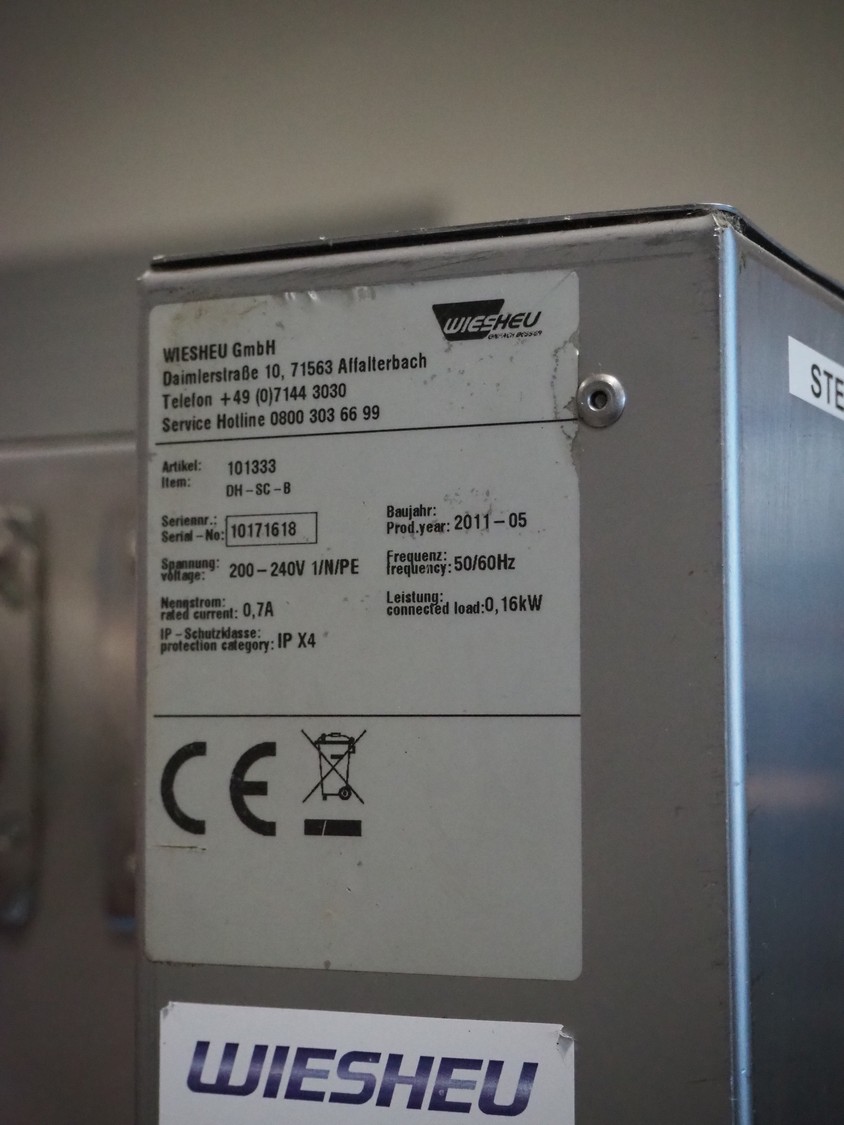 WIESHEU
WIESHEU GmbH
Daimlerstraße 10, 71563 Affalterbach
Telefon +49 (0)7144 3030
Service Hotline 0800 303 66 99
Artikel: 101333
Item: DH-SC-B
Seriennr.:
Serial-No: 10171618
Baujahr:
Prod.year: 2011-05
Spannung:
voltage: 200-240V 1/N/PE
Frequenz:
frequency: 50/60Hz
Nennstrom:
rated current: 0,7A
Leistung:
connected load: 0,16kW
IP-Schutzklasse:
protection category: IP X4
CE
WIESHEU
STE